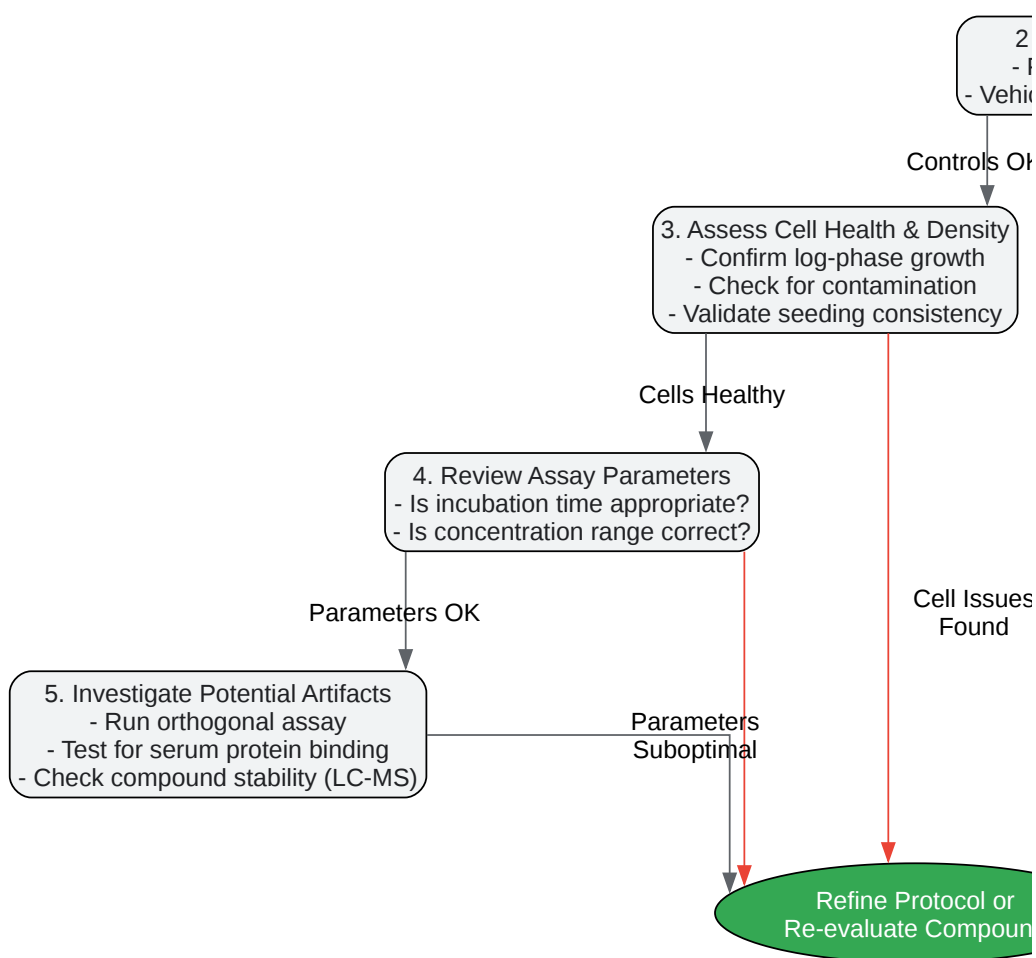 2
-
- Vehic
Controls OK
3. Assess Cell Health & Density
- Confirm log-phase growth
- Check for contamination
- Validate seeding consistency
Cells Healthy
4. Review Assay Parameters
- Is incubation time appropriate?
- Is concentration range correct?
Cell Issues
Found
Parameters OK
5. Investigate Potential Artifacts
- Run orthogonal assay
- Test for serum protein binding
- Check compound stability (LC-MS)
Parameters
Suboptimal
Refine Protocol or
Re-evaluate Compoun